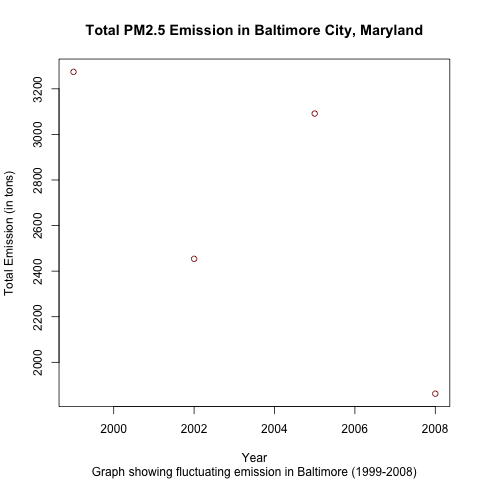 Total PM2.5 Emission in Baltimore City, Maryland
Total Emission (in tons)
3200
3000
2800
2600
2400
2200
2000
2000 2002 2004 2006 2008
Year
Graph showing fluctuating emission in Baltimore (1999-2008)